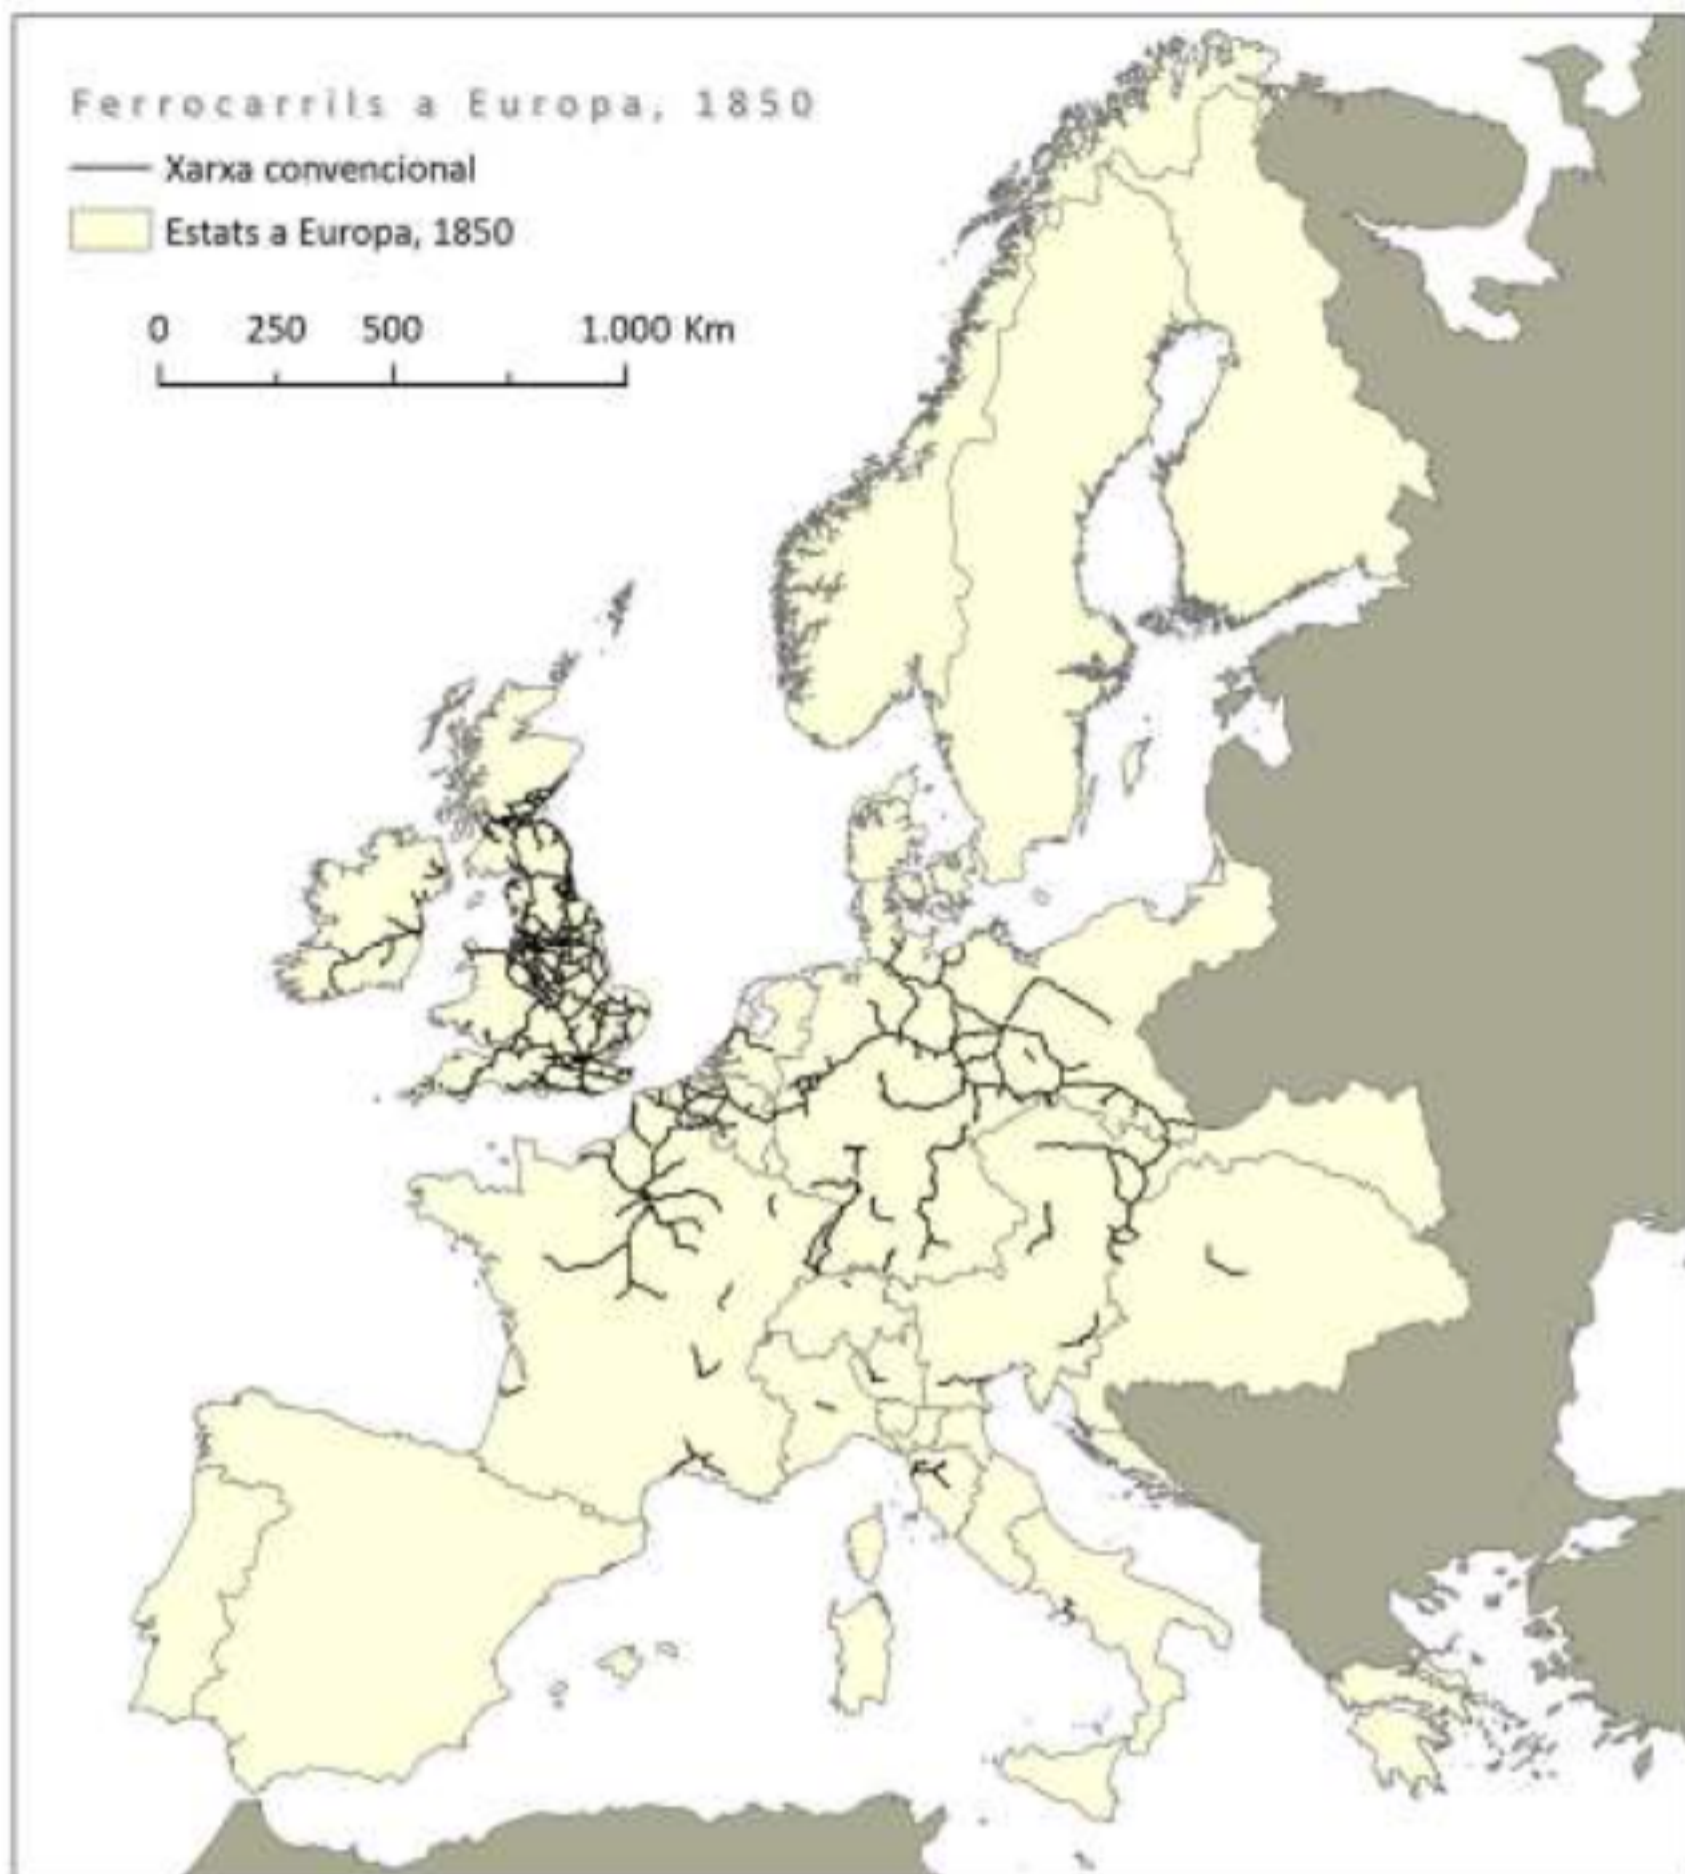 Ferrocarrils a Europa, 1850
Xarxa convencional
Estats a Europa, 1850
0 250 500 1.000 Km